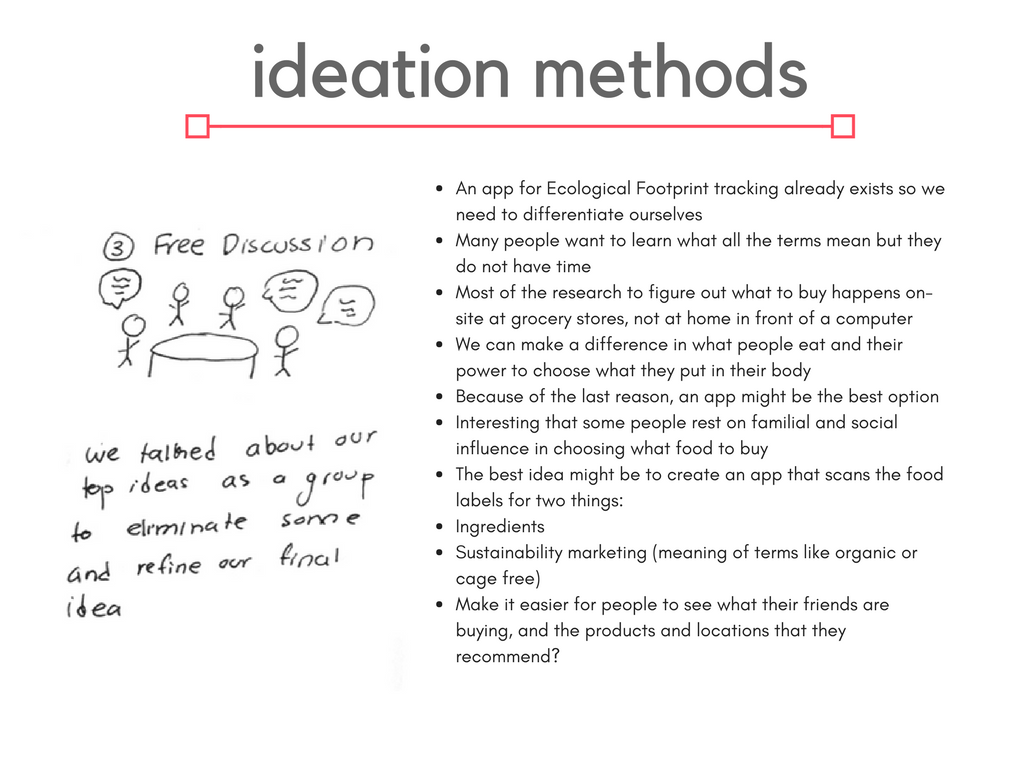 ideation methods
③ Free Discussion
we talked about our
top ideas as a group
to eliminate some
and refine our final
idea
• An app for Ecological Footprint tracking already exists so we
need to differentiate ourselves
• Many people want to learn what all the terms mean but they
do not have time
• Most of the research to figure out what to buy happens on-
site at grocery stores, not at home in front of a computer
• We can make a difference in what people eat and their
power to choose what they put in their body
• Because of the last reason, an app might be the best option
• Interesting that some people rest on familial and social
influence in choosing what food to buy
• The best idea might be to create an app that scans the food
labels for two things:
• Ingredients
• Sustainability marketing (meaning of terms like organic or
cage free)
• Make it easier for people to see what their friends are
buying, and the products and locations that they
recommend?